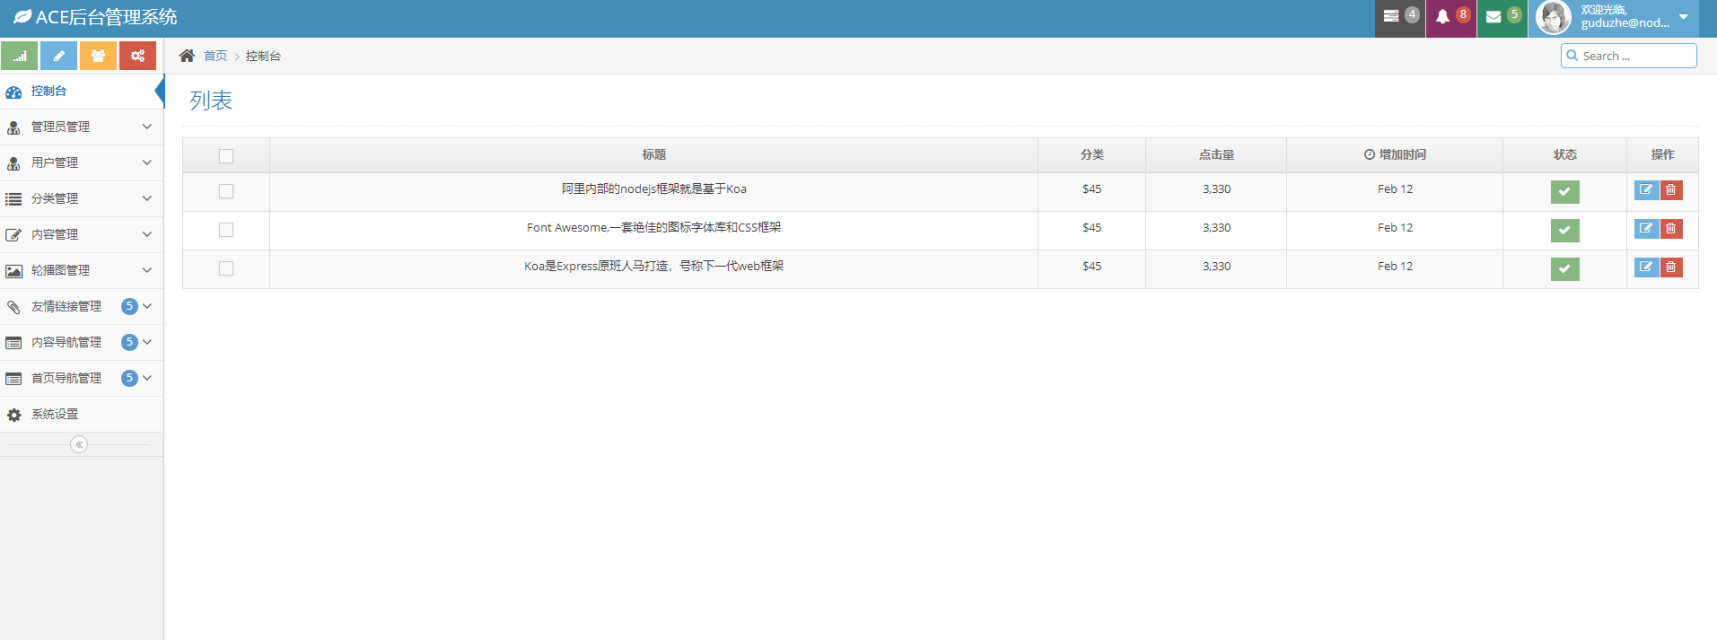 ACE后台管理系统
4
8
5
欢迎光临,
guduzhe@nod...
首页 > 控制台
Search ...
控制台
管理员管理
用户管理
分类管理
内容管理
轮播图管理
友情链接管理 5
内容导航管理 5
首页导航管理 5
系统设置
列表
标题 分类 点击量 增加时间 状态 操作
阿里内部的nodejs框架就是基于Koa $45 3,330 Feb 12
Font Awesome,一套绝佳的图标字体库和CSS框架 $45 3,330 Feb 12
Koa是Express原班人马打造，号称下一代web框架 $45 3,330 Feb 12